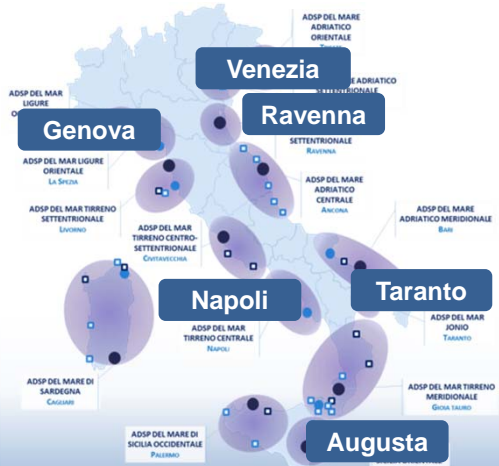 ADSP DEL MARE
ADRIATICO
ORIENTALE
Venezia
ADRIATICO
ADSP DEL MAR
LIGURE
Genova
Ravenna
SETTENTRIONALE
RAVENNA
ADSP DEL MAR LIGURE
ORIENTALE
LA SPEZIA
ADSP DEL MARE
ADRIATICO
CENTRALE
ANCONA
ADSP DEL MAR TIRRENO
SETTENTRIONALE
LIVORNO
ADSP DEL MARE
ADRIATICO MERIDIONALE
BARI
ADSP DEL MAR
TIRRENO CENTRO-
SETTENTRIONALE
CIVITAVECCHIA
Napoli
Taranto
ADSP DEL MAR
TIRRENO CENTRALE
NAPOLI
ADSP DEL MAR
JONIO
TARANTO
ADSP DEL MARE DI
SARDEGNA
CAGLIARI
ADSP DEL MAR TIRRENO
MERIDIONALE
GIOIA TAURO
ADSP DEL MARE DI
SICILIA OCCIDENTALE
PALERMO
Augusta